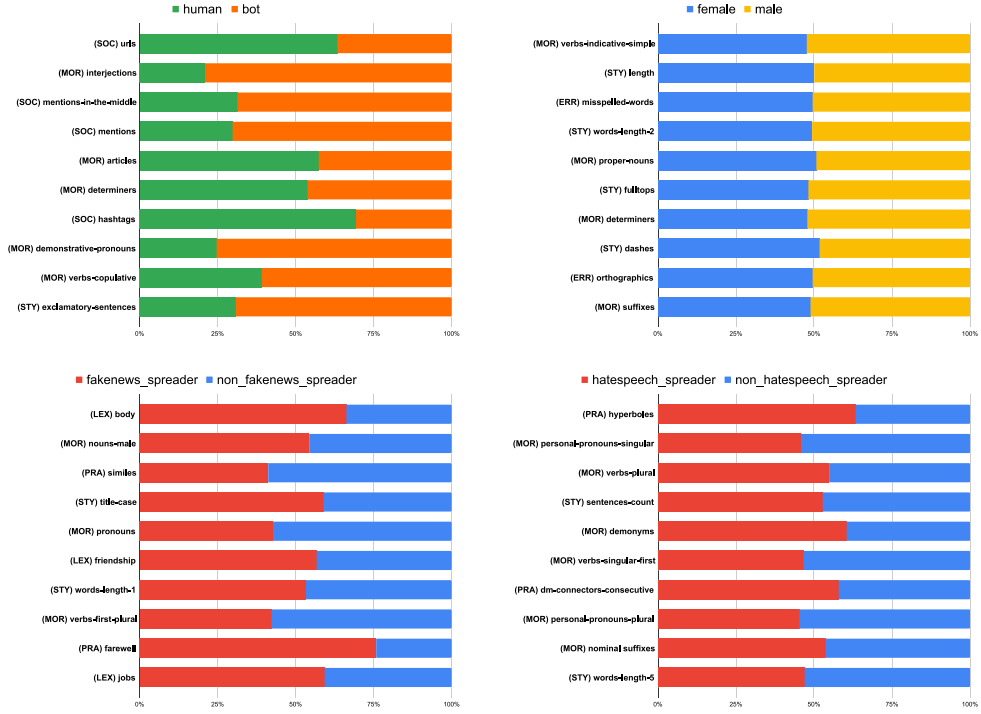 human bot
(SOC) urls
(MOR) interjections
(SOC) mentions-in-the-middle
(SOC) mentions
(MOR) articles
(MOR) determiners
(SOC) hashtags
(MOR) demonstrative-pronouns
(MOR) verbs-copulative
(STY) exclamatory-sentences
0% 25% 50% 75% 100%
female male
(MOR) verbs-indicative-simple
(STY) length
(ERR) misspelled-words
(STY) words-length-2
(MOR) proper-nouns
(STY) fulltops
(MOR) determiners
(STY) dashes
(ERR) orthographics
(MOR) suffixes
0% 25% 50% 75% 100%
fakenews_spreader non_fakenews_spreader
(LEX) body
(MOR) nouns-male
(PRA) similes
(STY) title-case
(MOR) pronouns
(LEX) friendship
(STY) words-length-1
(MOR) verbs-first-plural
(PRA) farewell
(LEX) jobs
0% 25% 50% 75% 100%
hatespeech_spreader non_hatespeech_spreader
(PRA) hyperboles
(MOR) personal-pronouns-singular
(MOR) verbs-plural
(STY) sentences-count
(MOR) demonyms
(MOR) verbs-singular-first
(PRA) dm-connectors-consecutive
(MOR) personal-pronouns-plural
(MOR) nominal suffixes
(STY) words-length-5
0% 25% 50% 75% 100%